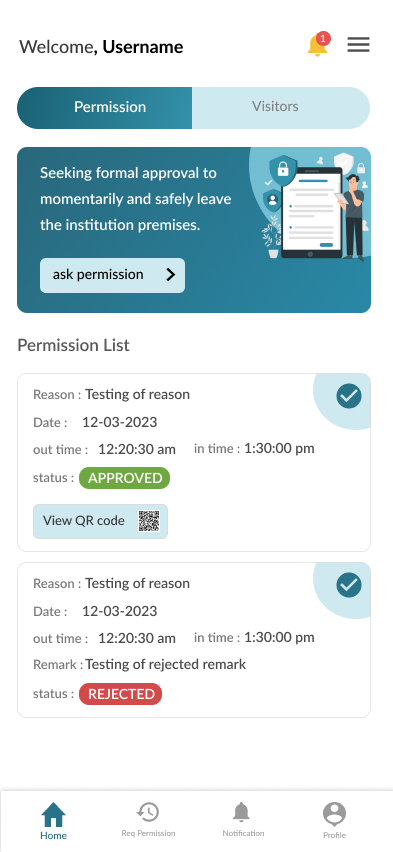 Welcome, Username
1
Permission
Visitors
Seeking formal approval to
momentarily and safely leave
the institution premises.
ask permission
Permission List
Reason : Testing of reason
Date : 12-03-2023
out time : 12:20:30 am in time : 1:30:00 pm
status : APPROVED
View QR code
Reason : Testing of reason
Date : 12-03-2023
out time : 12:20:30 am in time : 1:30:00 pm
Remark : Testing of rejected remark
status : REJECTED
Home
Req Permission
Notification
Profile